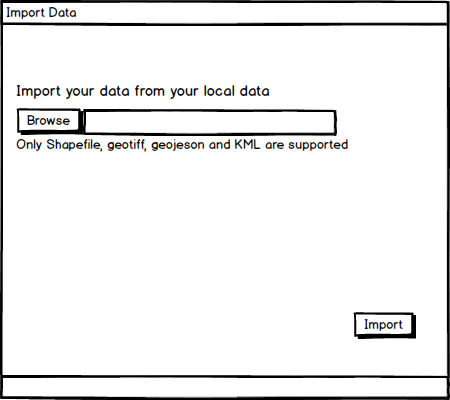 Import Data
Import your data from your local data
Browse
Only Shapefile, geotiff, geojeson and KML are supported
Import